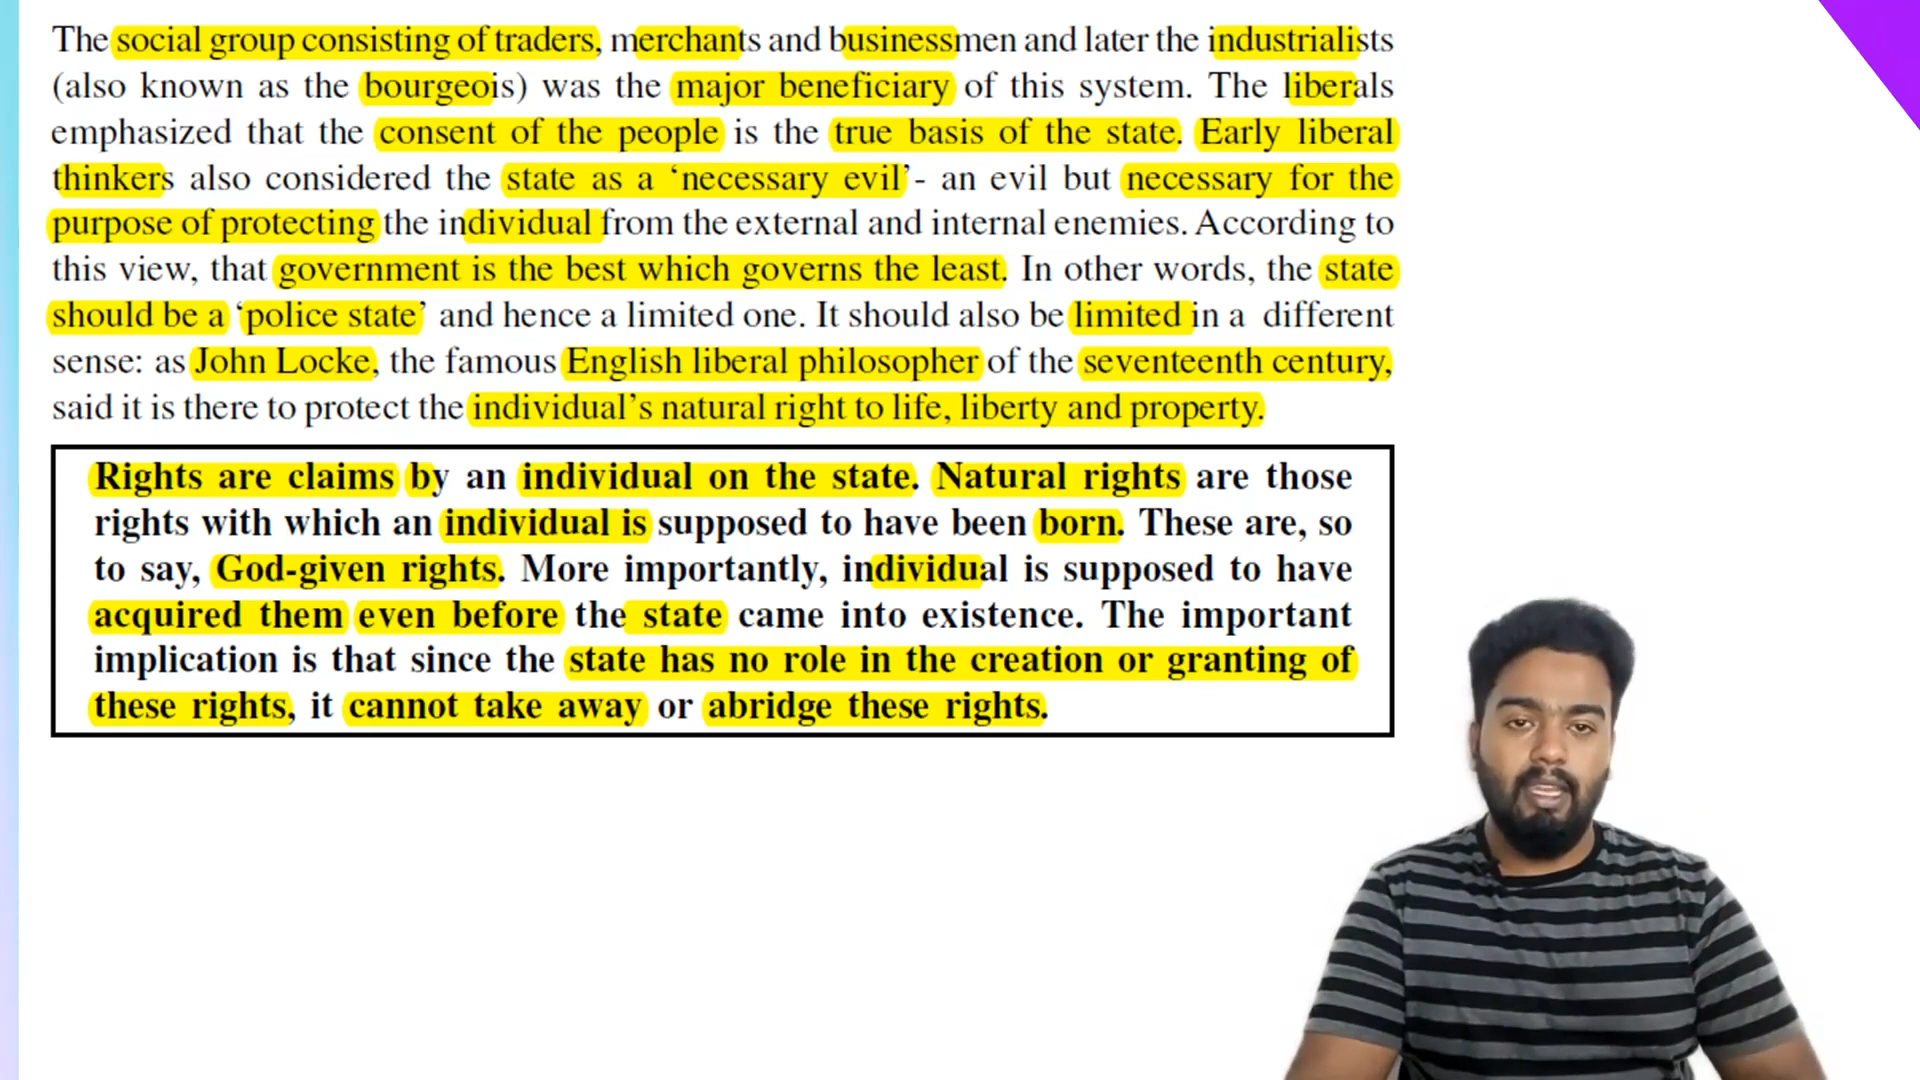 The social group consisting of traders, merchants and businessmen and later the industrialists
(also known as the bourgeois) was the major beneficiary of this system. The liberals
emphasized that the consent of the people is the true basis of the state. Early liberal
thinkers also considered the state as a ‘necessary evil’- an evil but necessary for the
purpose of protecting the individual from the external and internal enemies. According to
this view, that government is the best which governs the least. In other words, the state
should be a ‘police state’ and hence a limited one. It should also be limited in a different
sense: as John Locke, the famous English liberal philosopher of the seventeenth century,
said it is there to protect the individual’s natural right to life, liberty and property.
Rights are claims by an individual on the state. Natural rights are those
rights with which an individual is supposed to have been born. These are, so
to say, God-given rights. More importantly, individual is supposed to have
acquired them even before the state came into existence. The important
implication is that since the state has no role in the creation or granting of
these rights, it cannot take away or abridge these rights.